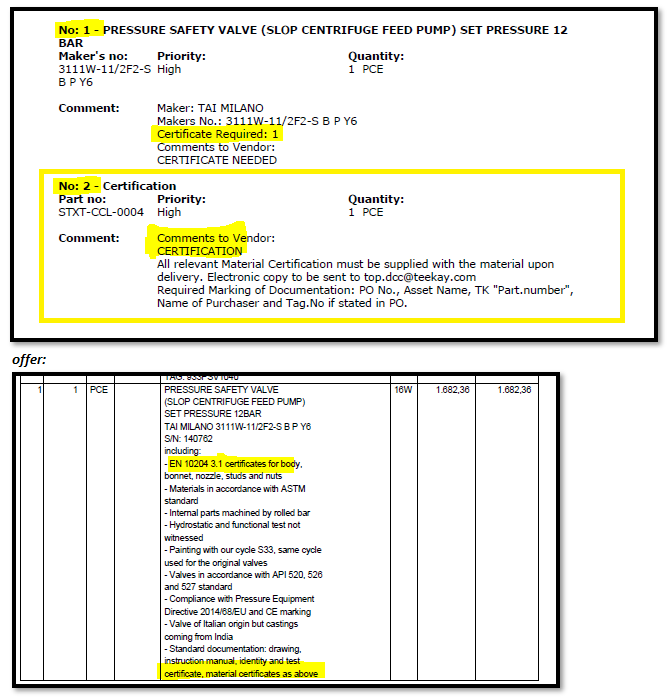 No: 1 - PRESSURE SAFETY VALVE (SLOP CENTRIFUGE FEED PUMP) SET PRESSURE 12
BAR
Maker's no: Priority: Quantity:
3111W-11/2F2-S High 1 PCE
B P Y6
Comment: Maker: TAI MILANO
Makers No.: 3111W-11/2F2-S B P Y6
Certificate Required: 1
Comments to Vendor:
CERTIFICATE NEEDED
No: 2 - Certification
Part no: Priority: Quantity:
STXT-CCL-0004 High 1 PCE
Comment: Comments to Vendor:
CERTIFICATION
All relevant Material Certification must be supplied with the material upon
delivery. Electronic copy to be sent to top.dcc@teekay.com
Required Marking of Documentation: PO No., Asset Name, TK "Part.number",
Name of Purchaser and Tag.No if stated in PO.
offer:
TAG: 933PSV1040
1 1 PCE PRESSURE SAFETY VALVE 16W 1.682,36 1.682,36
(SLOP CENTRIFUGE FEED PUMP)
SET PRESSURE 12BAR
TAI MILANO 3111W-11/2F2-S B P Y6
S/N: 140762
including:
- EN 10204 3.1 certificates for body,
bonnet, nozzle, studs and nuts
- Materials in accordance with ASTM
standard
- Internal parts machined by rolled bar
- Hydrostatic and functional test not
witnessed
- Painting with our cycle S33, same cycle
used for the original valves
- Valves in accordance with API 520, 526
and 527 standard
- Compliance with Pressure Equipment
Directive 2014/68/EU and CE marking
- Valve of Italian origin but castings
coming from India
- Standard documentation: drawing,
instruction manual, identity and test
certificate, material certificates as above